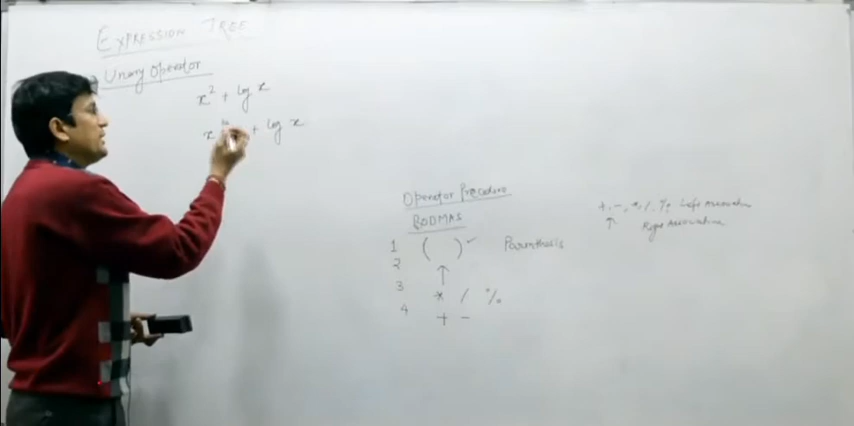 EXPRESSION TREE
Unary Operator
x² + log x
x + log x
Operator Precedence
BODMAS
1 ( ) ✓ Parenthesis
2 ↑
3 * / %
4 + -
+, -, *, /, % Left Associative
↑ Right Associative